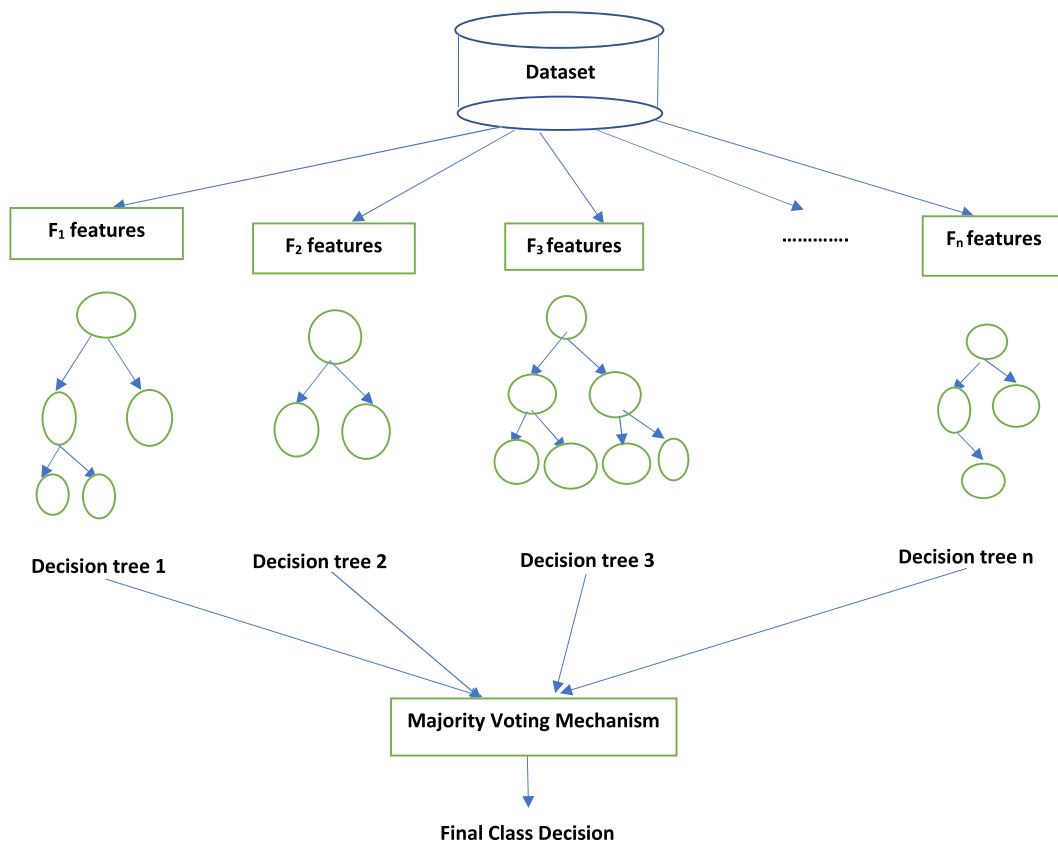 Dataset
F₁ features
F₂ features
F₃ features
.............
Fₙ features
Decision tree 1
Decision tree 2
Decision tree 3
Decision tree n
Majority Voting Mechanism
Final Class Decision